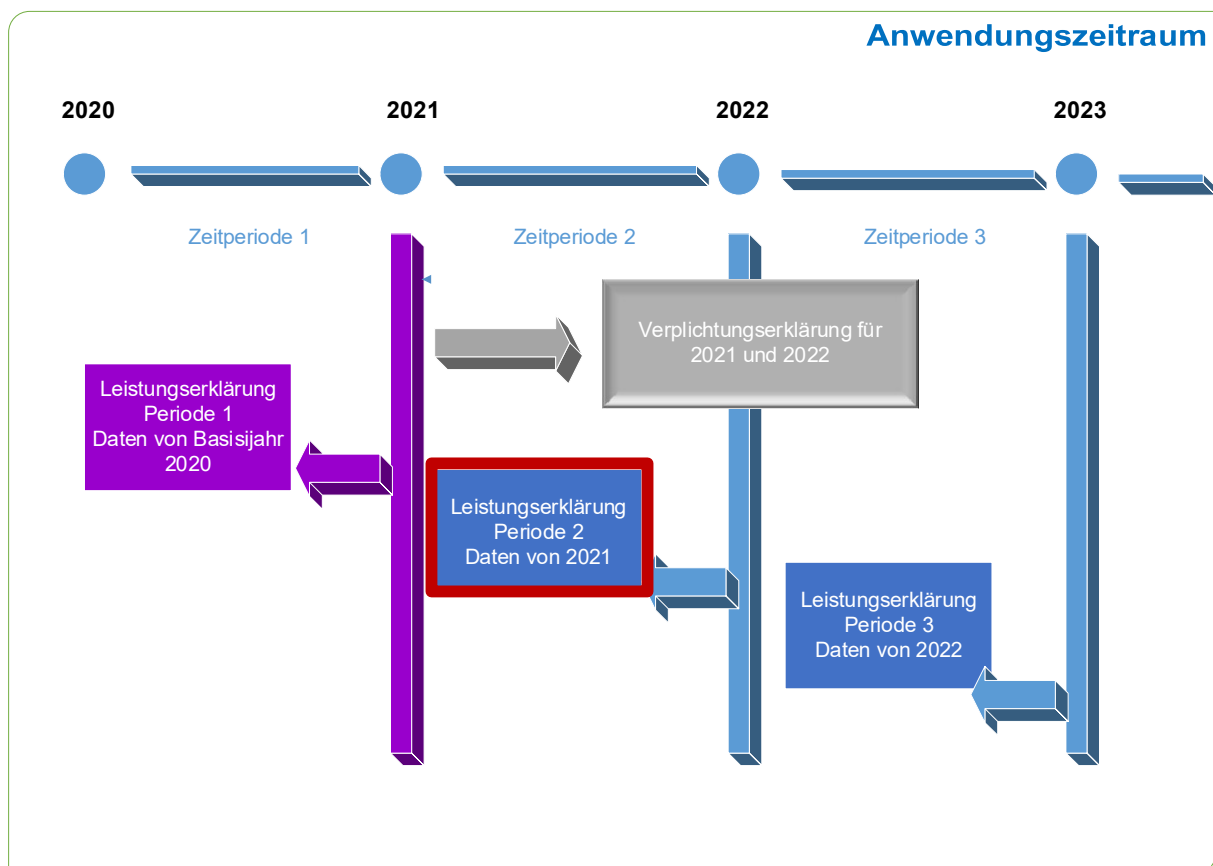 Anwendungszeitraum
2020
2021
2022
2023
Zeitperiode 1
Zeitperiode 2
Zeitperiode 3
Verplichtungserklärung für
2021 und 2022
Leistungserklärung
Periode 1
Daten von Basisijahr
2020
Leistungserklärung
Periode 2
Daten von 2021
Leistungserklärung
Periode 3
Daten von 2022